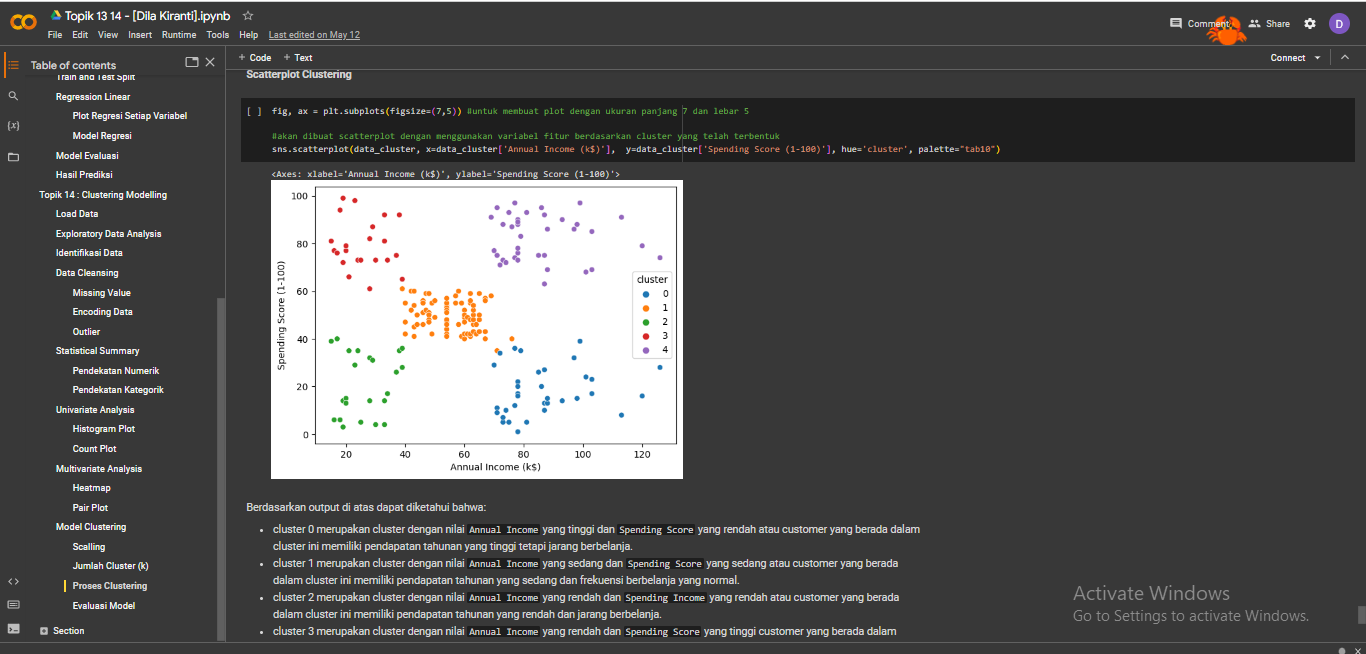 Topik 13 14 - [Dila Kiranti].ipynb
File Edit View Insert Runtime Tools Help Last edited on May 12
Comment Share D
+ Code + Text
Connect
Table of contents
Train and Test Split
Regression Linear
Plot Regresi Setiap Variabel
Model Regresi
Model Evaluasi
Hasil Prediksi
Topik 14 : Clustering Modelling
Load Data
Exploratory Data Analysis
Identifikasi Data
Data Cleansing
Missing Value
Encoding Data
Outlier
Statistical Summary
Pendekatan Numerik
Pendekatan Kategorik
Univariate Analysis
Histogram Plot
Count Plot
Multivariate Analysis
Heatmap
Pair Plot
Model Clustering
Scalling
Jumlah Cluster (k)
Proses Clustering
Evaluasi Model
Section
Scatterplot Clustering
[ ] fig, ax = plt.subplots(figsize=(7,5)) #untuk membuat plot dengan ukuran panjang 7 dan lebar 5
#akan dibuat scatterplot dengan menggunakan variabel fitur berdasarkan cluster yang telah terbentuk
sns.scatterplot(data_cluster, x=data_cluster['Annual Income (k$)'], y=data_cluster['Spending Score (1-100)'], hue='cluster', palette="tab10")
<Axes: xlabel='Annual Income (k$)', ylabel='Spending Score (1-100)'>
100
80
60
40
20
0
Spending Score (1-100)
cluster
0
1
2
3
4
20 40 60 80 100 120
Annual Income (k$)
Berdasarkan output di atas dapat diketahui bahwa:
• cluster 0 merupakan cluster dengan nilai Annual Income yang tinggi dan Spending Score yang rendah atau customer yang berada dalam
cluster ini memiliki pendapatan tahunan yang tinggi tetapi jarang berbelanja.
• cluster 1 merupakan cluster dengan nilai Annual Income yang sedang dan Spending Score yang sedang atau customer yang berada
dalam cluster ini memiliki pendapatan tahunan yang sedang dan frekuensi berbelanja yang normal.
• cluster 2 merupakan cluster dengan nilai Annual Income yang rendah dan Spending Income yang rendah atau customer yang berada
dalam cluster ini memiliki pendapatan tahunan yang rendah dan jarang berbelanja.
• cluster 3 merupakan cluster dengan nilai Annual Income yang rendah dan Spending Score yang tinggi customer yang berada dalam
Activate Windows
Go to Settings to activate Windows.